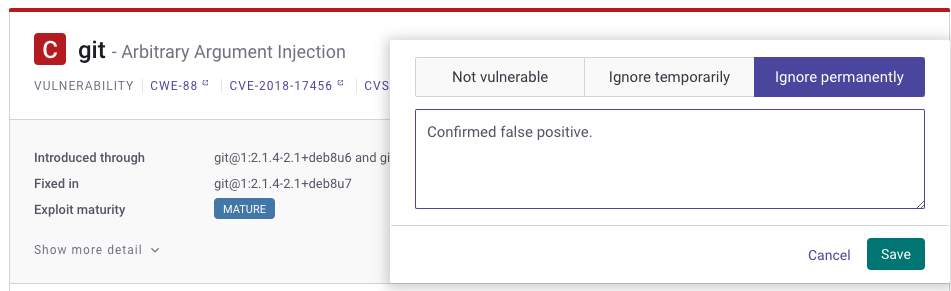 C git - Arbitrary Argument Injection
VULNERABILITY CWE-88 CVE-2018-17456 CVS
Introduced through git@1:2.1.4-2.1+deb8u6 and gi
Fixed in git@1:2.1.4-2.1+deb8u7
Exploit maturity MATURE
Show more detail
Not vulnerable Ignore temporarily Ignore permanently
Confirmed false positive.
Cancel Save